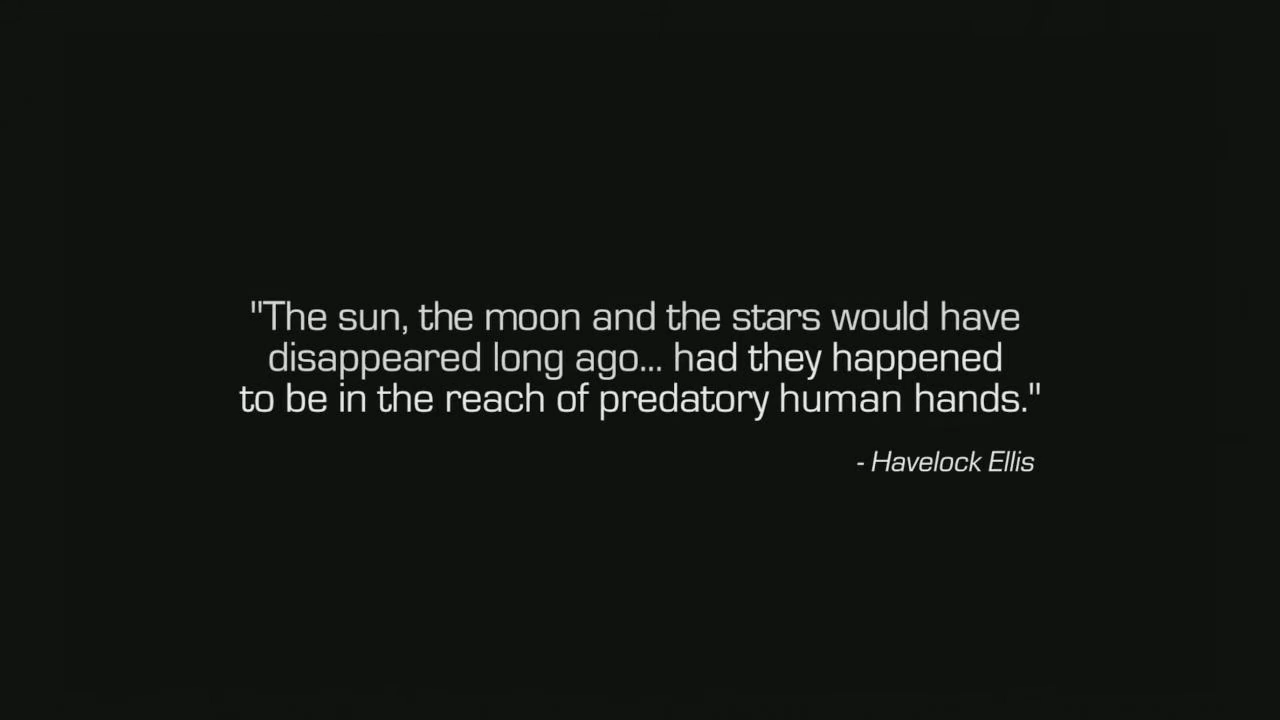 "The sun, the moon and the stars would have
disappeared long ago... had they happened
to be in the reach of predatory human hands."
- Havelock Ellis